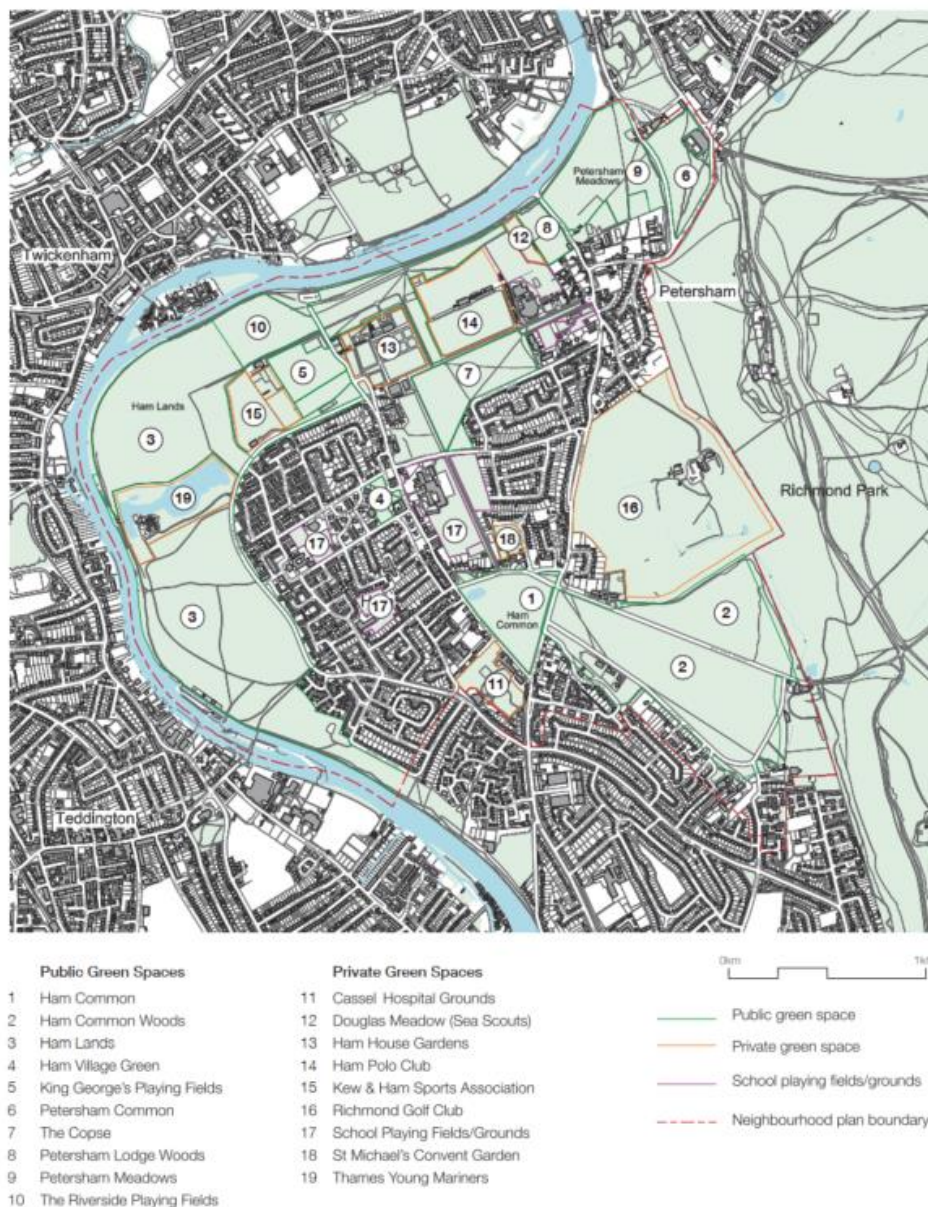 9
Petersham
Meadows
6
8
12
Twickenham
Petersham
10
14
13
5
7
Ham Lands
15
3
19
4
16
Richmond Park
17
17
18
1
17
2
3
Ham
Common
2
11
Teddington
Public Green Spaces
1 Ham Common
2 Ham Common Woods
3 Ham Lands
4 Ham Village Green
5 King George's Playing Fields
6 Petersham Common
7 The Copse
8 Petersham Lodge Woods
9 Petersham Meadows
10 The Riverside Playing Fields
Private Green Spaces
11 Cassel Hospital Grounds
12 Douglas Meadow (Sea Scouts)
13 Ham House Gardens
14 Ham Polo Club
15 Kew & Ham Sports Association
16 Richmond Golf Club
17 School Playing Fields/Grounds
18 St Michael's Convent Garden
19 Thames Young Mariners
0km
Public green space
Private green space
School playing fields/grounds
Neighbourhood plan boundary